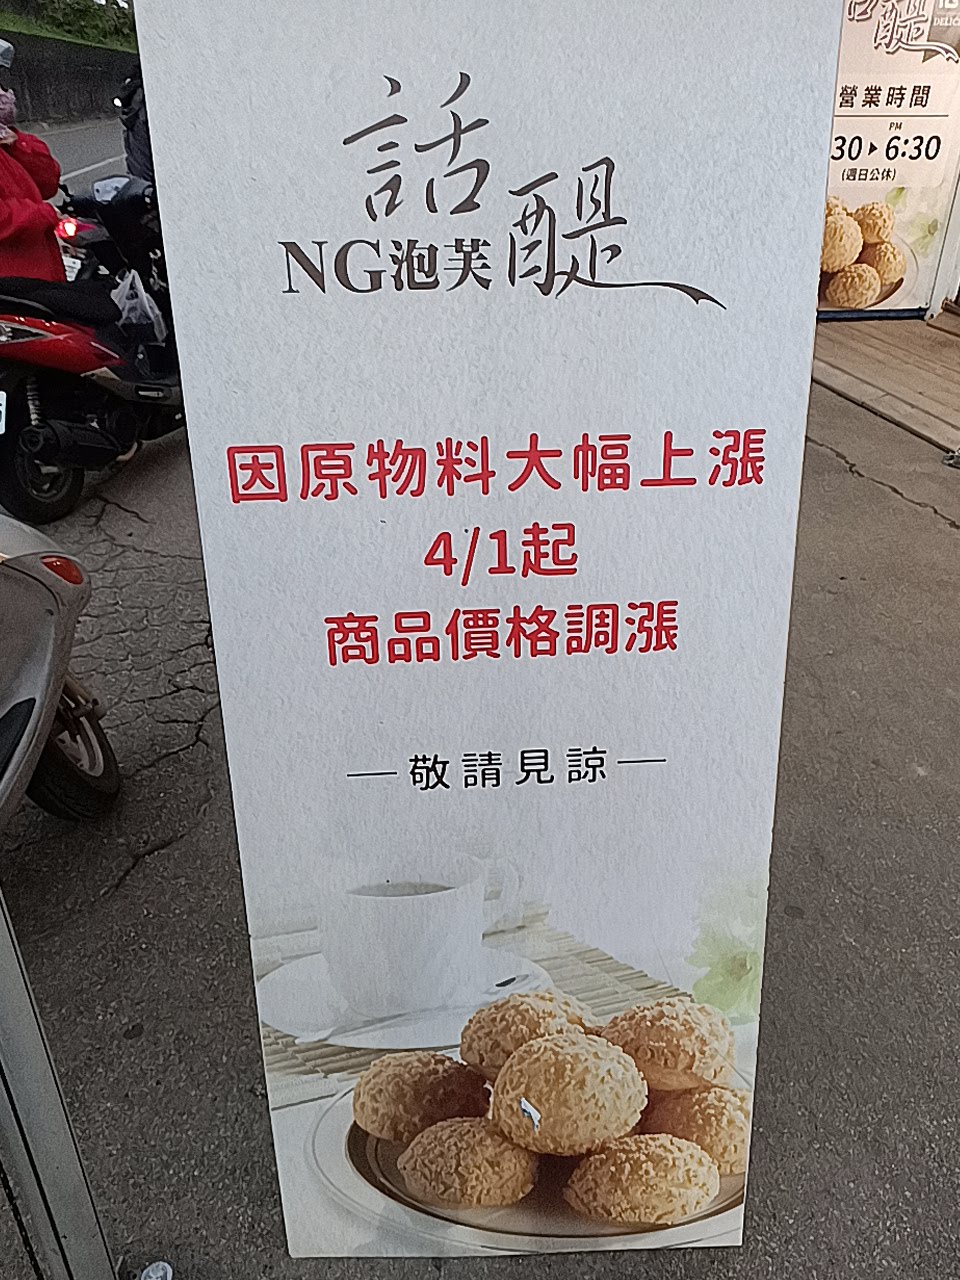 話醍
NG泡芙
因原物料大幅上漲
4/1起
商品價格調漲
敬請見諒
營業時間
PM
30▸6:30
(週日公休)